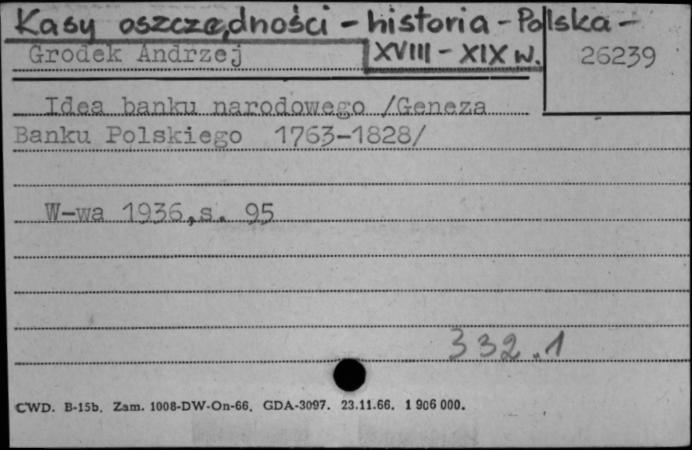 Kasy oszczędności - historia - Polska -
XVIII - XIX w.
Grodek Andrzej
26239
Idea banku narodowego /Geneza
Banku Polskiego 1763-1828/
W-wa 1936,s. 95
332.1
CWD. B-15b. Zam. 1008-DW-On-66. GDA-3097. 23.11.66. 1 906 000.